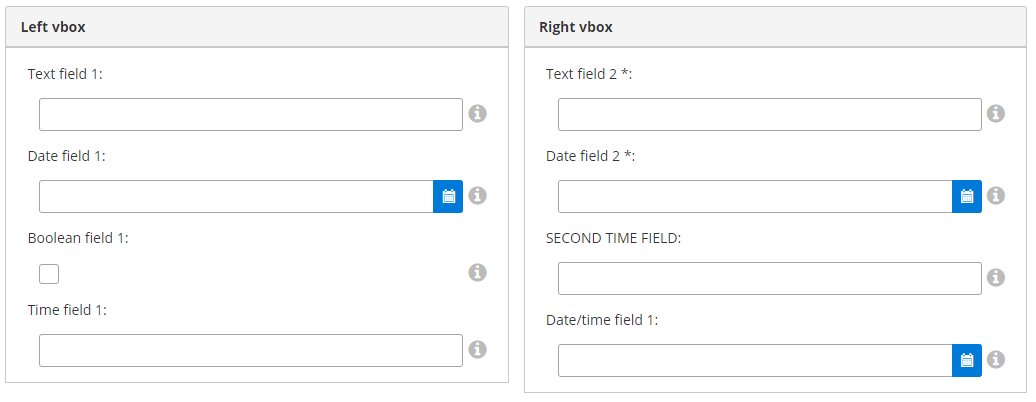 Left vbox
Text field 1:
Date field 1:
Boolean field 1:
Time field 1:
Right vbox
Text field 2 *:
Date field 2 *:
SECOND TIME FIELD:
Date/time field 1: